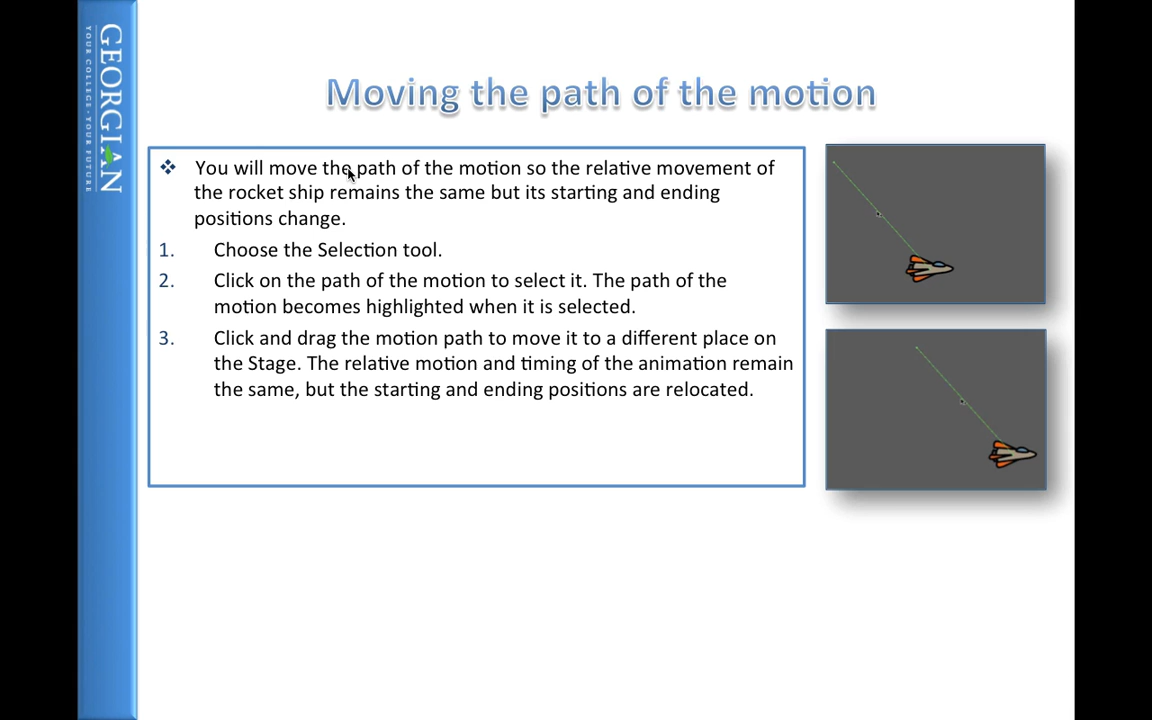 GEORGIAN
YOUR COLLEGE · YOUR FUTURE
Moving the path of the motion
❖ You will move the path of the motion so the relative movement of
the rocket ship remains the same but its starting and ending
positions change.
1. Choose the Selection tool.
2. Click on the path of the motion to select it. The path of the
motion becomes highlighted when it is selected.
3. Click and drag the motion path to move it to a different place on
the Stage. The relative motion and timing of the animation remain
the same, but the starting and ending positions are relocated.